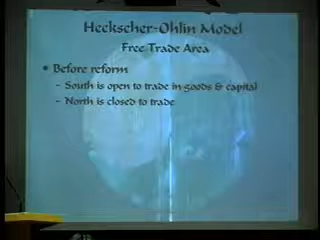 Heckscher-Ohlin Model
Free Trade Area
• Before reform
– South is open to trade in goods & capital
– North is closed to trade